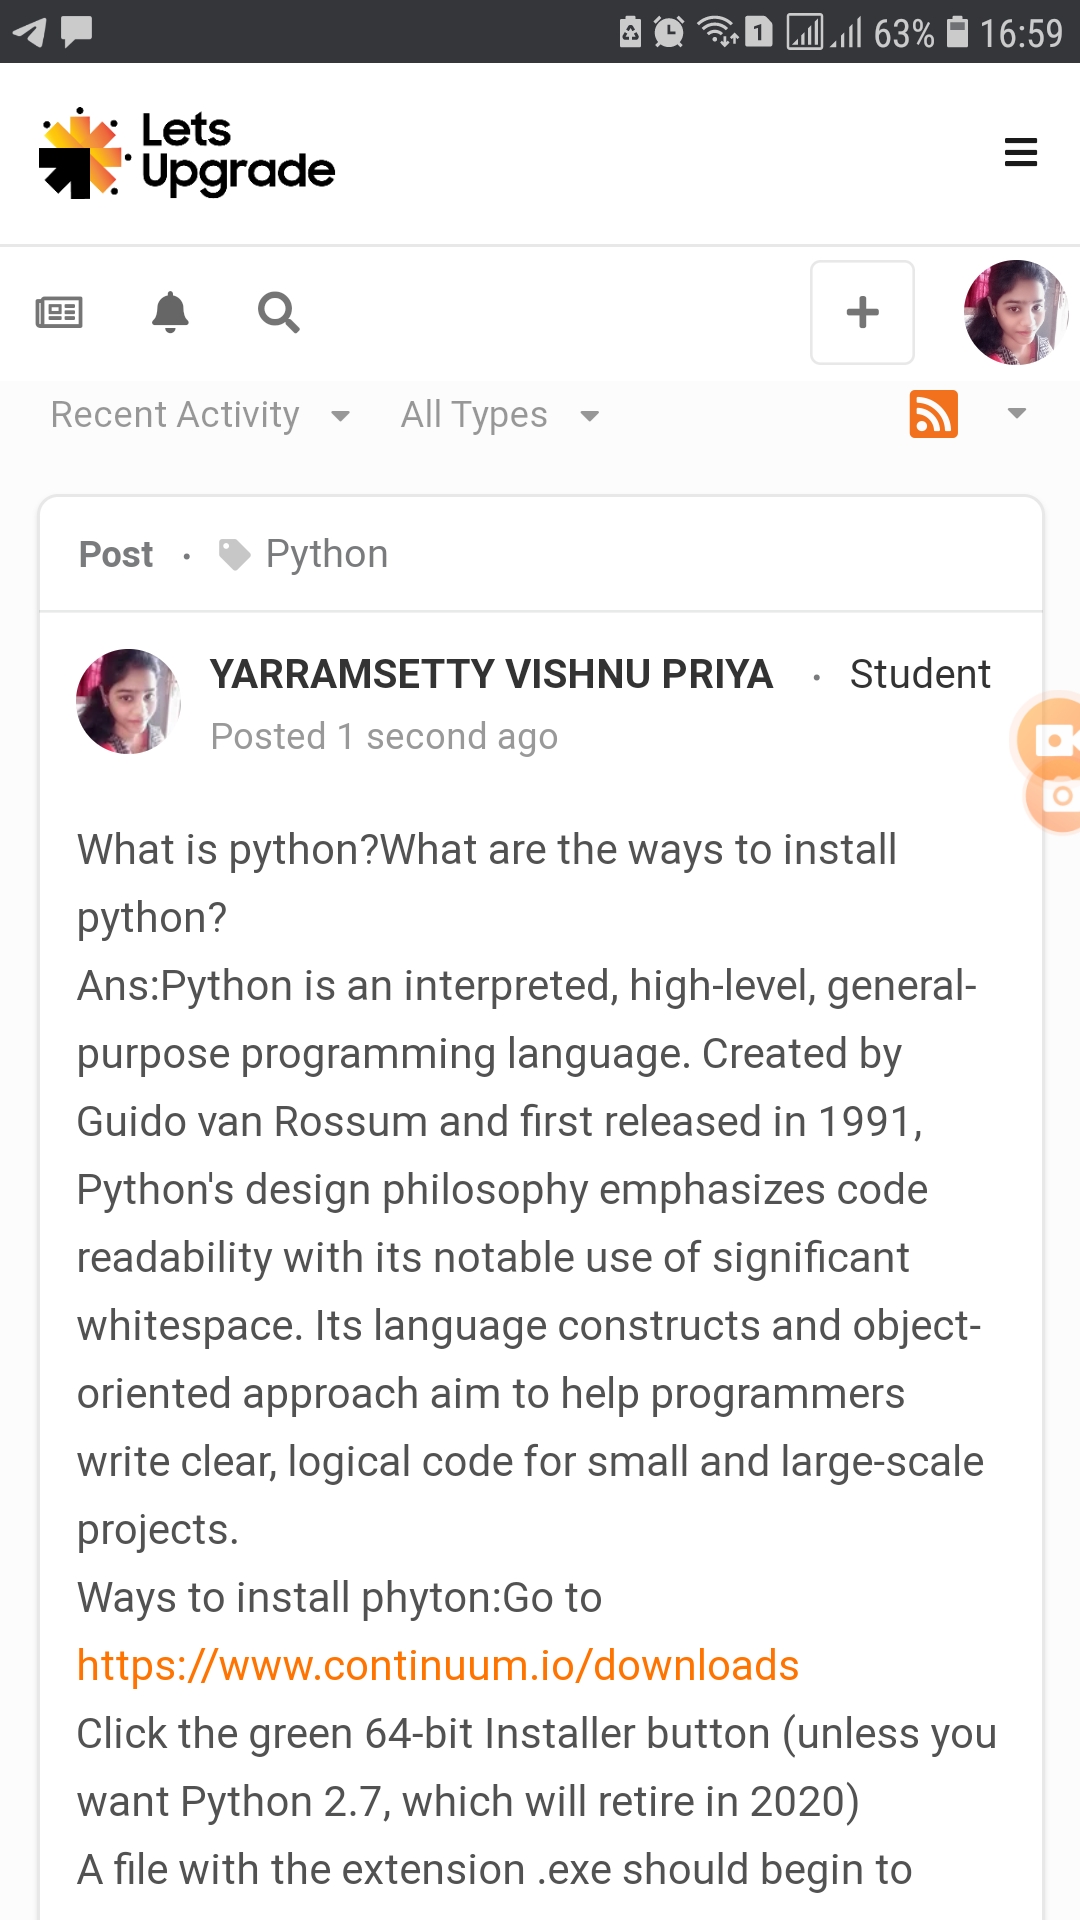 1 63% 16:59
Lets
Upgrade
Recent Activity All Types
Post · Python
YARRAMSETTY VISHNU PRIYA · Student
Posted 1 second ago
What is python?What are the ways to install
python?
Ans:Python is an interpreted, high-level, general-
purpose programming language. Created by
Guido van Rossum and first released in 1991,
Python's design philosophy emphasizes code
readability with its notable use of significant
whitespace. Its language constructs and object-
oriented approach aim to help programmers
write clear, logical code for small and large-scale
projects.
Ways to install phyton:Go to
https://www.continuum.io/downloads
Click the green 64-bit Installer button (unless you
want Python 2.7, which will retire in 2020)
A file with the extension .exe should begin to